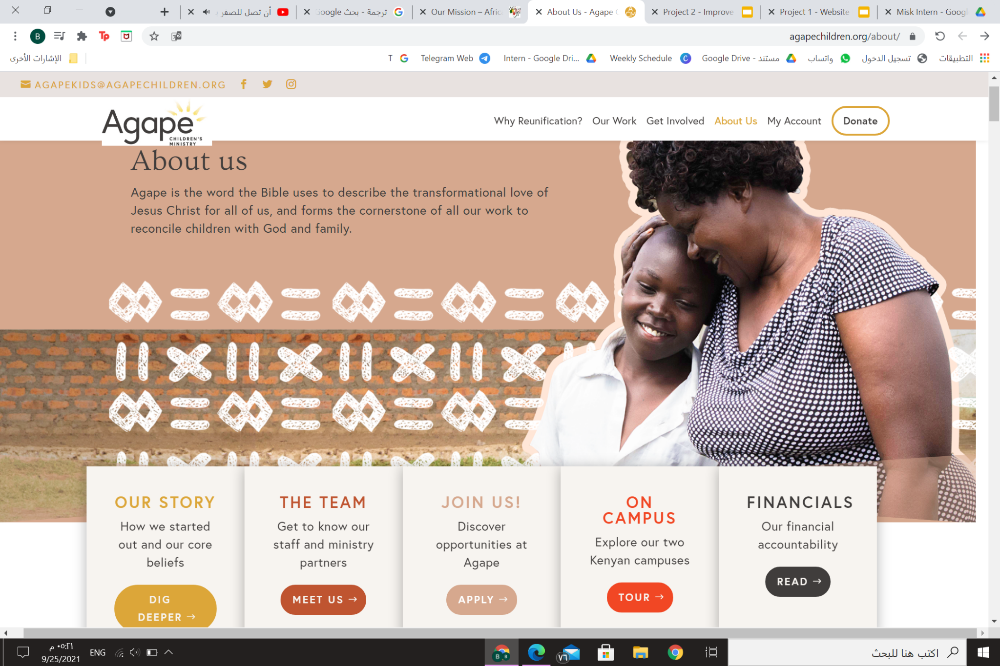 أن تصل للصفر
ترجمة - بحث Google
Our Mission – Afric
About Us - Agape
Project 2 - Improve
Project 1 - Website
Misk Intern - Googl
B
agapechildren.org/about/
الإشارات الأخرى
T
Telegram Web
Intern - Google Dri...
Weekly Schedule
مستند - Google Drive
واتساب
تسجيل الدخول
التطبيقات
AGAPEKIDS@AGAPECHILDREN.ORG
Agape
CHILDREN'S
MINISTRY
Why Reunification?
Our Work
Get Involved
About Us
My Account
Donate
About us
Agape is the word the Bible uses to describe the transformational love of
Jesus Christ for all of us, and forms the cornerstone of all our work to
reconcile children with God and family.
OUR STORY
How we started
out and our core
beliefs
DIG
DEEPER →
THE TEAM
Get to know our
staff and ministry
partners
MEET US →
JOIN US!
Discover
opportunities at
Agape
APPLY →
ON
CAMPUS
Explore our two
Kenyan campuses
TOUR →
FINANCIALS
Our financial
accountability
READ →
٠٥:٢١ م
9/25/2021
ENG
٧٦
اكتب هنا للبحث